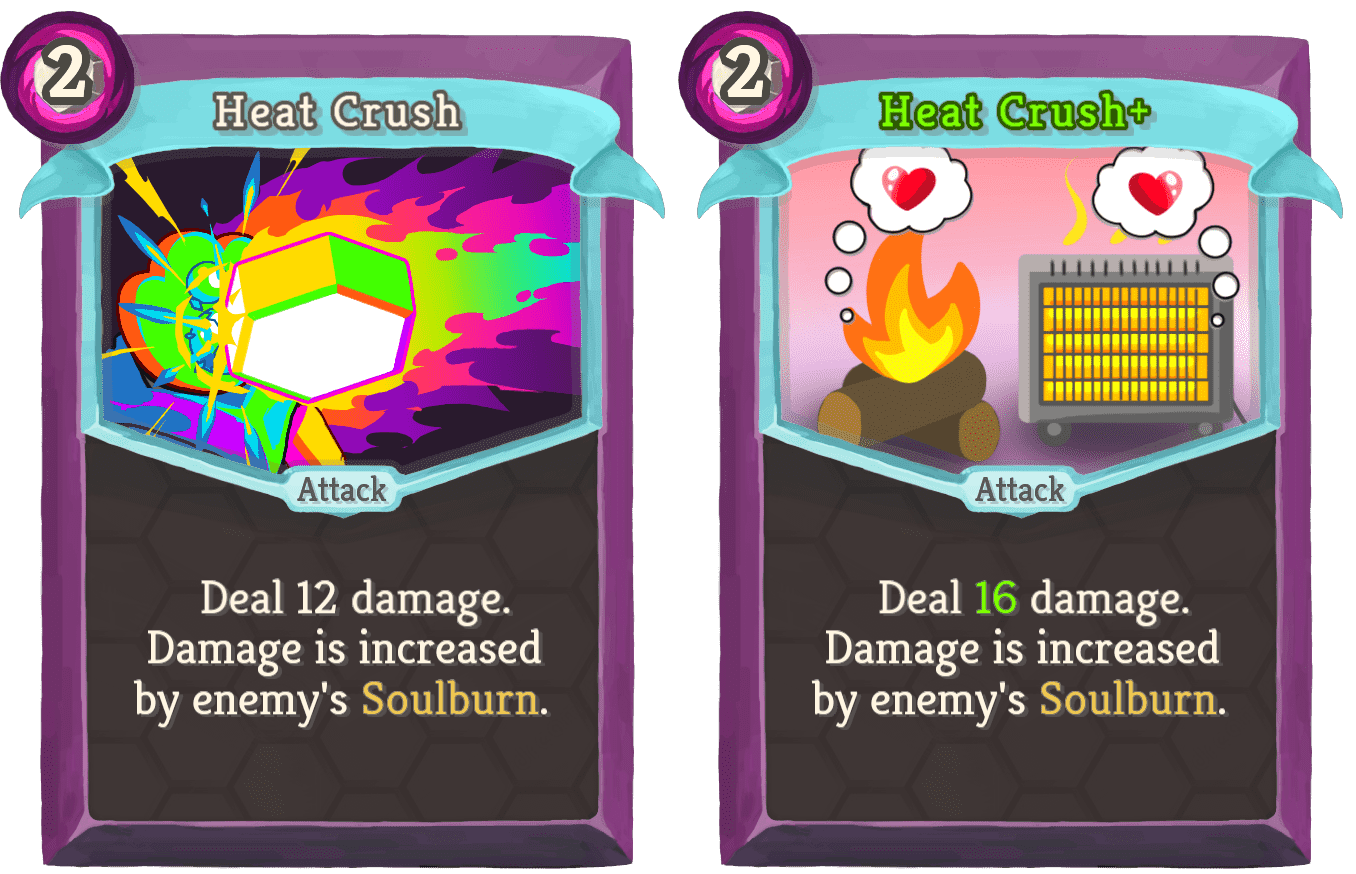 2
Heat Crush
Attack
Deal 12 damage.
Damage is increased
by enemy's Soulburn.
2
Heat Crush+
Attack
Deal 16 damage.
Damage is increased
by enemy's Soulburn.